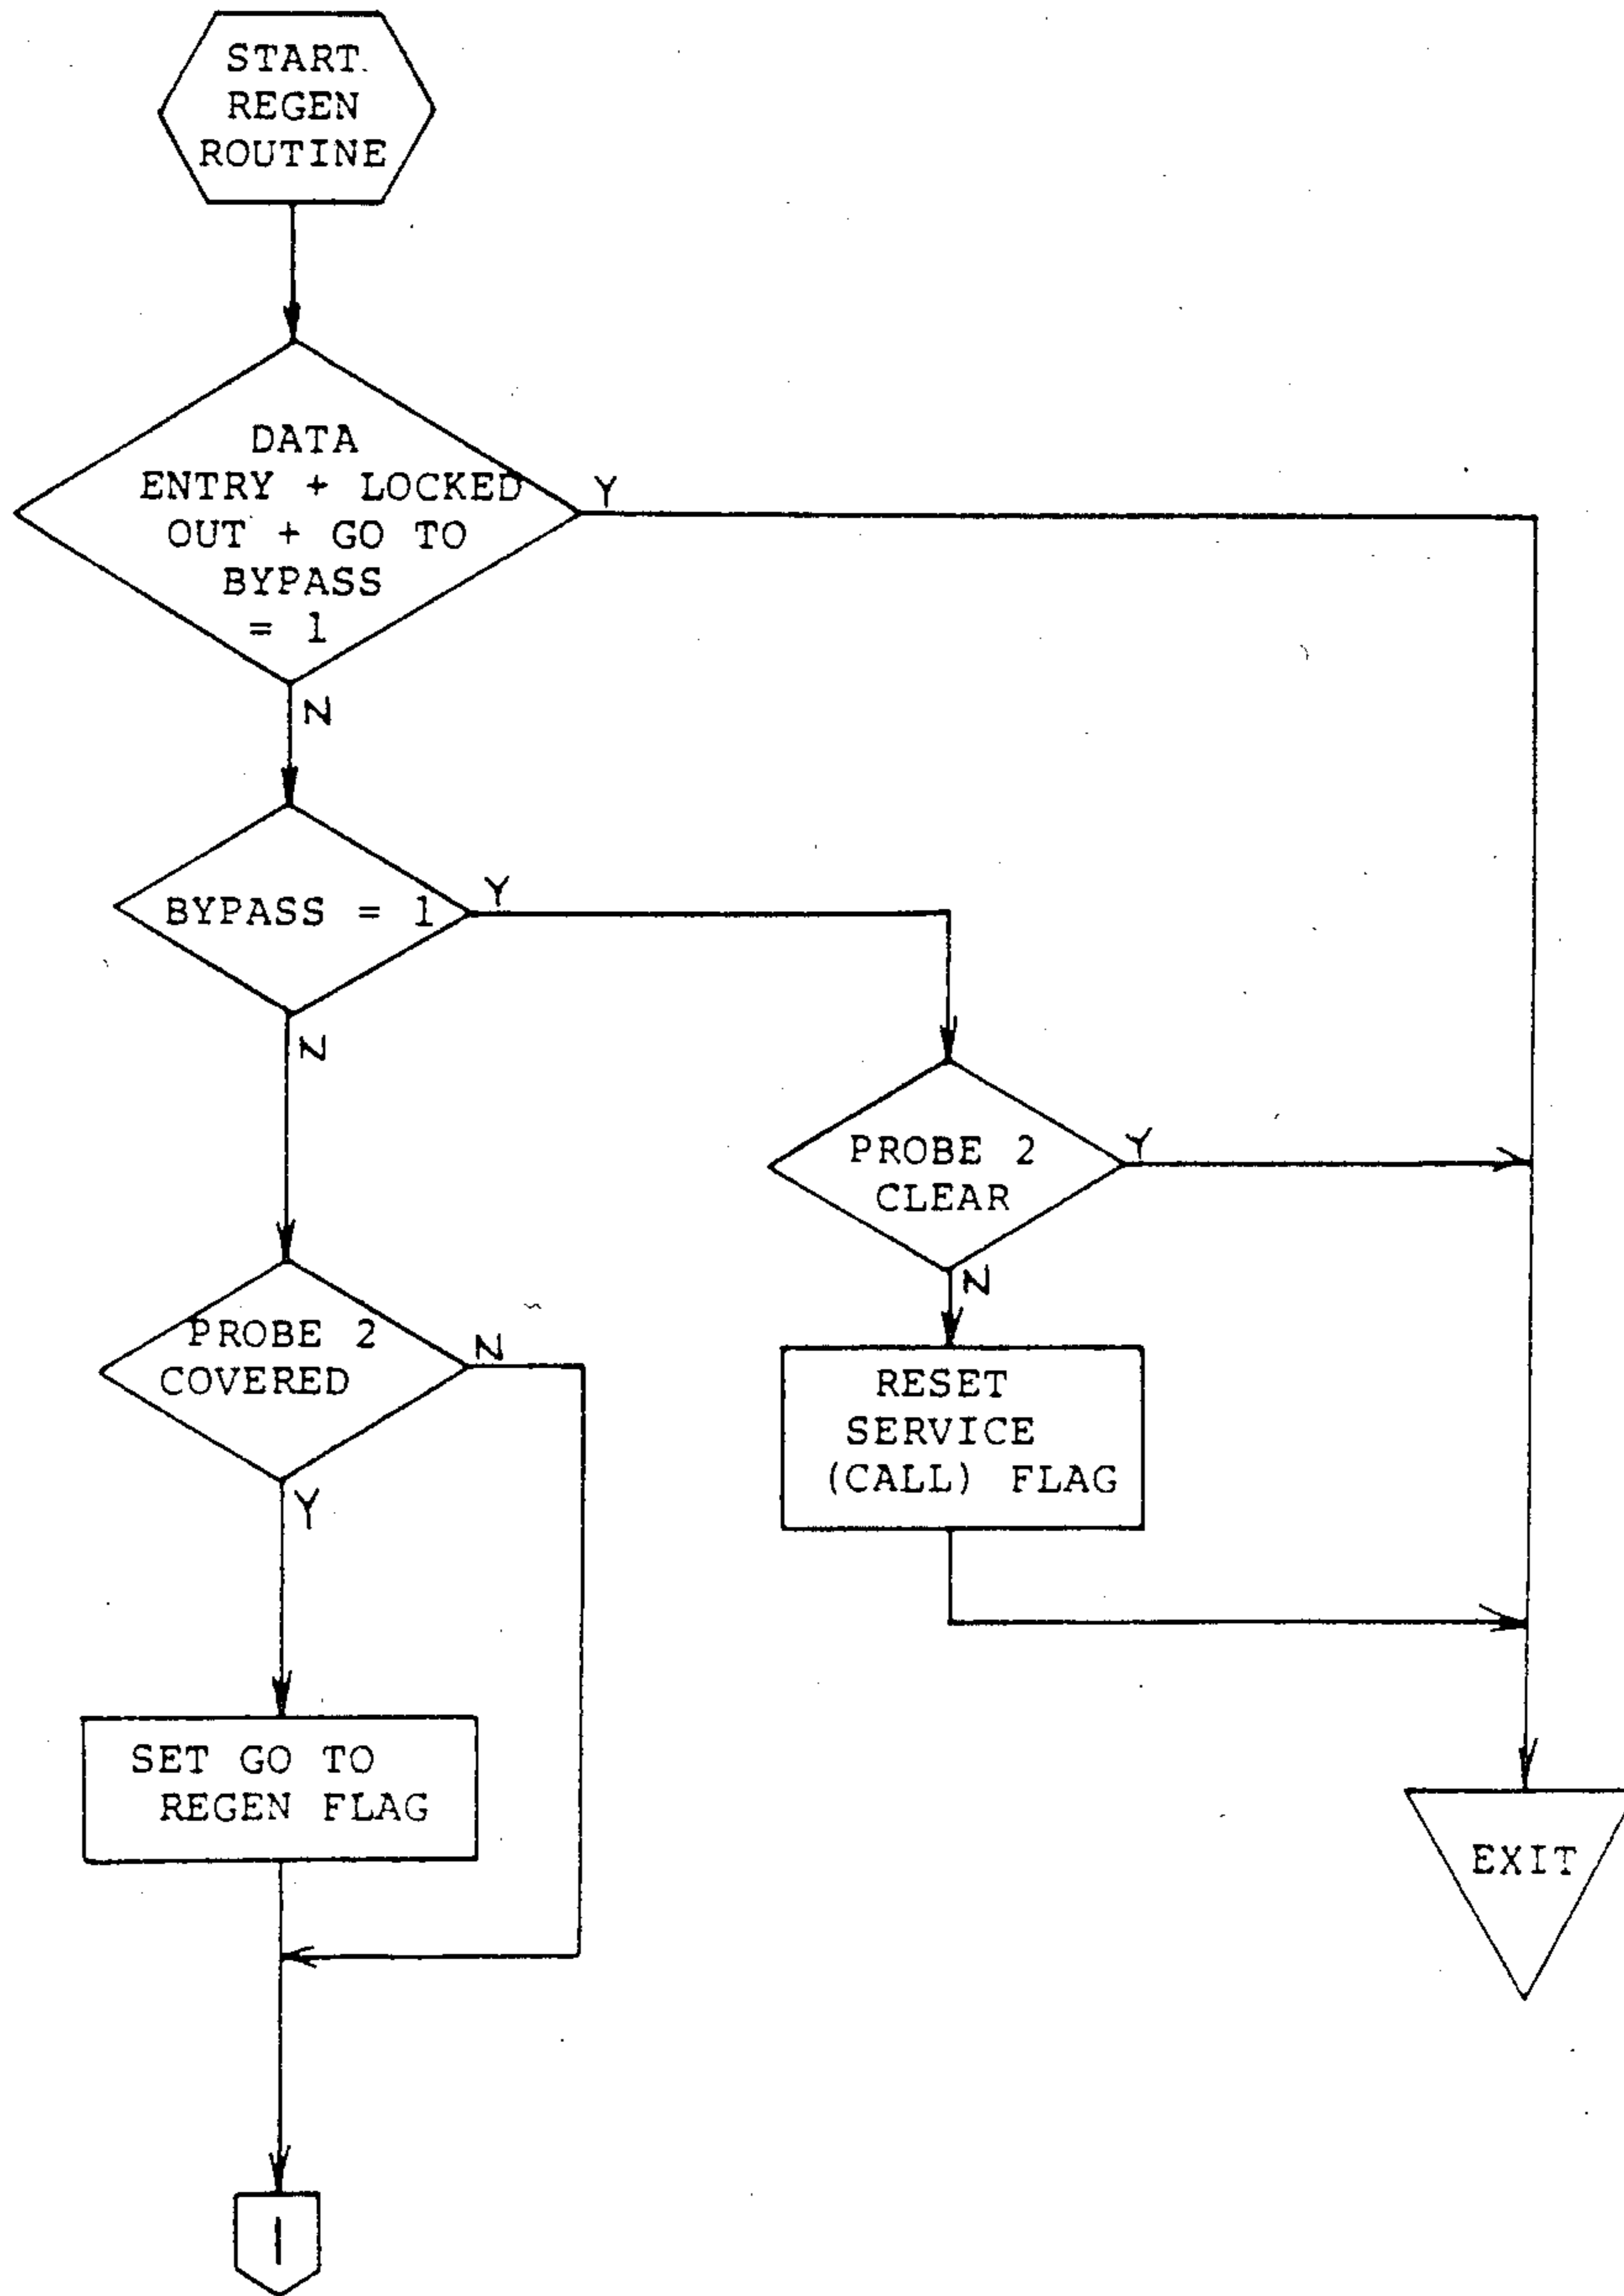 START
REGEN
ROUTINE
DATA
ENTRY + LOCKED
OUT + GO TO
BYPASS
= 1
Y
N
BYPASS = 1
Y
N
PROBE 2
CLEAR
Y
N
PROBE 2
COVERED
N
Y
RESET
SERVICE
(CALL) FLAG
SET GO TO
REGEN FLAG
EXIT
1